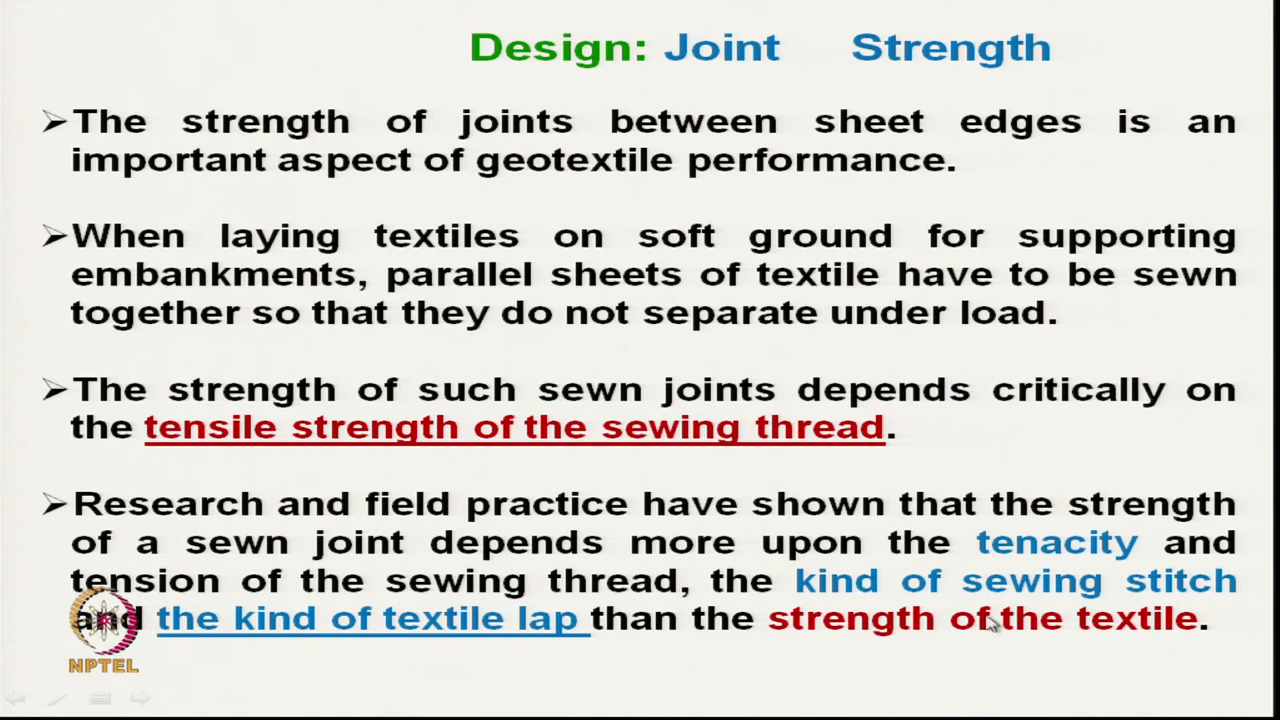 Design: Joint Strength
➢The strength of joints between sheet edges is an
important aspect of geotextile performance.
➢When laying textiles on soft ground for supporting
embankments, parallel sheets of textile have to be sewn
together so that they do not separate under load.
➢The strength of such sewn joints depends critically on
the tensile strength of the sewing thread.
➢Research and field practice have shown that the strength
of a sewn joint depends more upon the tenacity and
tension of the sewing thread, the kind of sewing stitch
and the kind of textile lap than the strength of the textile.
NPTEL